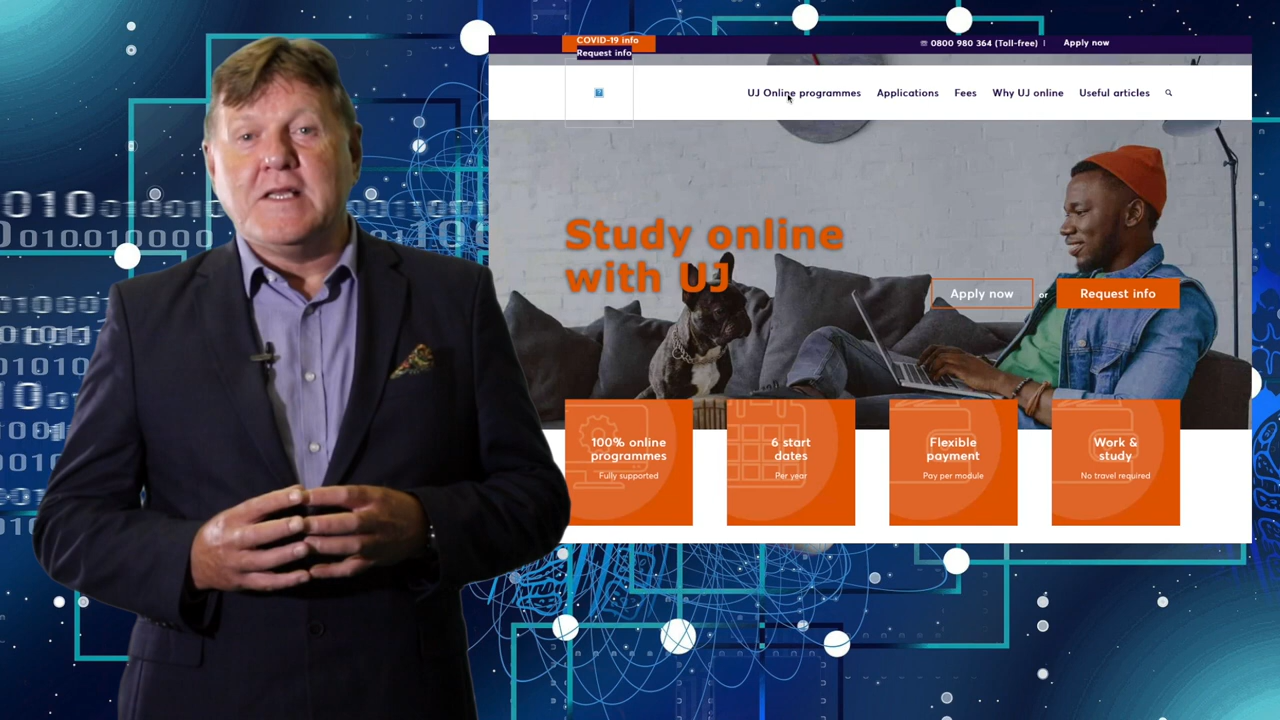 COVID-19 info
Request info
0800 980 364 (Toll-free) | Apply now
UJ Online programmes Applications Fees Why UJ online Useful articles
Study online
with UJ
Apply now or Request info
100% online
programmes
Fully supported
6 start
dates
Per year
Flexible
payment
Pay per module
Work &
study
No travel required